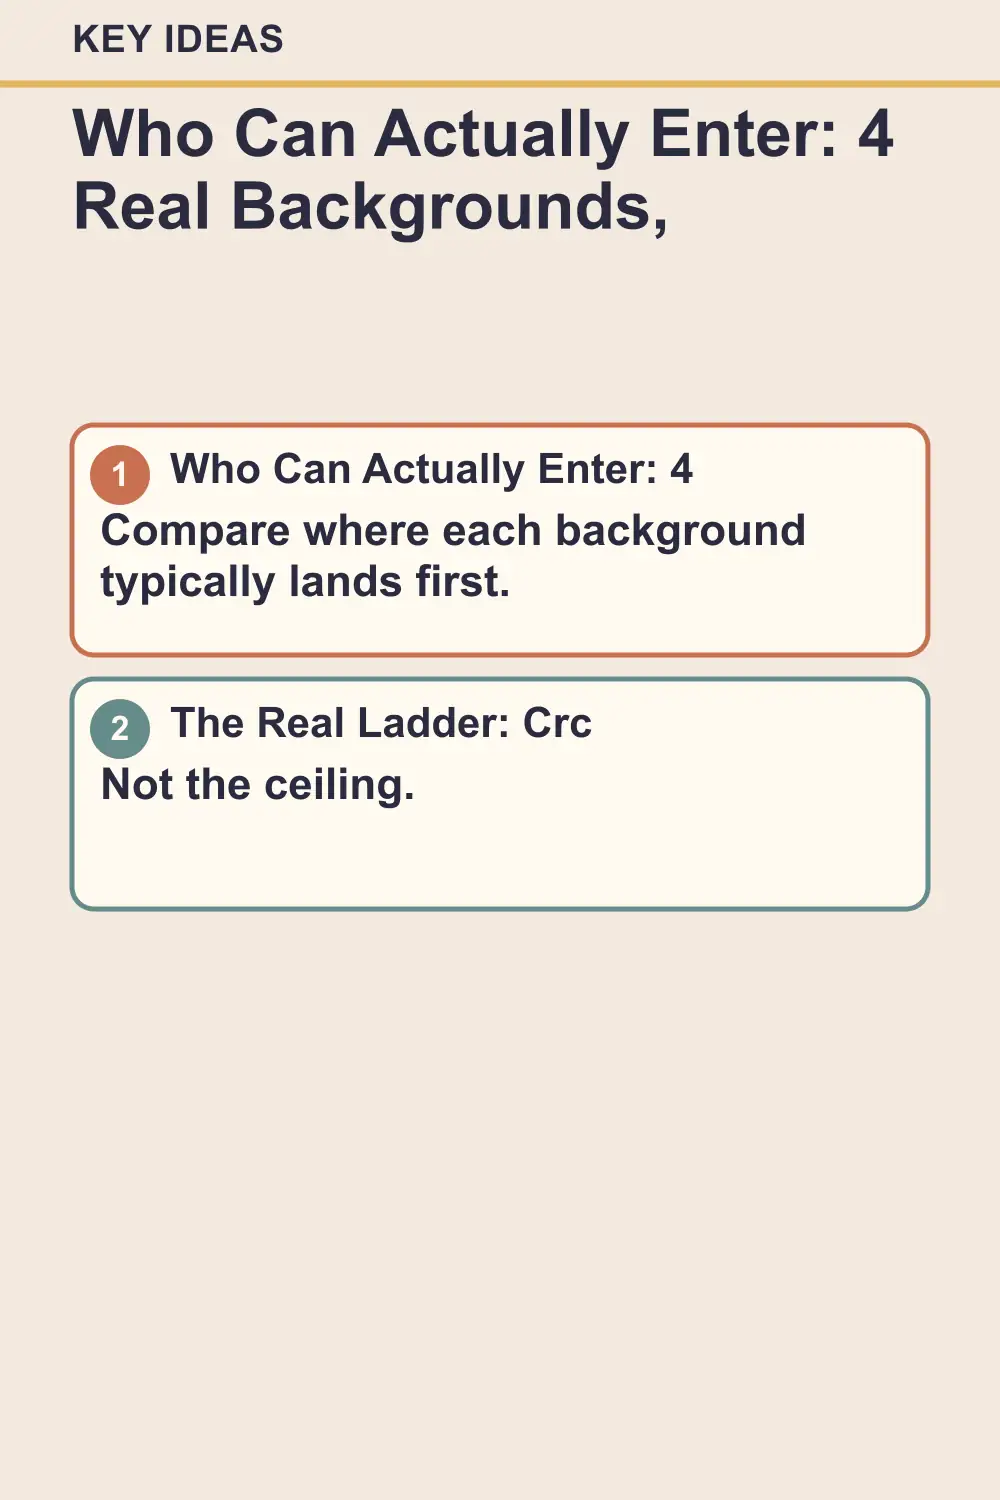 KEY IDEAS
Who Can Actually Enter: 4
Real Backgrounds,
1 Who Can Actually Enter: 4
Compare where each background
typically lands first.
2 The Real Ladder: Crc
Not the ceiling.